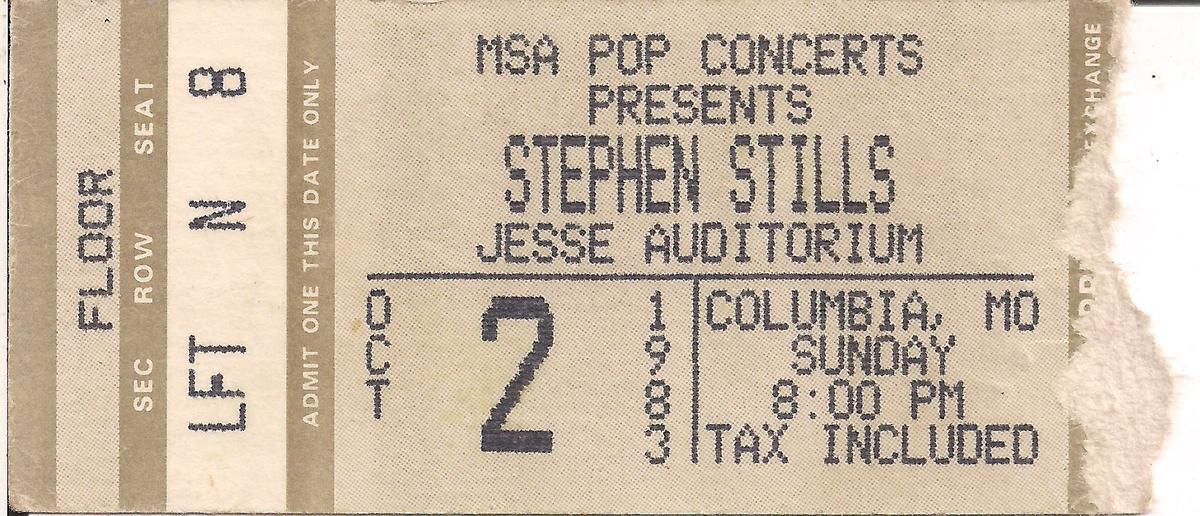 FLOOR
SEC ROW SEAT
LFT N 8
ADMIT ONE THIS DATE ONLY
MSA POP CONCERTS
PRESENTS
STEPHEN STILLS
JESSE AUDITORIUM
OCT 2 1983
COLUMBIA, MO
SUNDAY
8:00 PM
TAX INCLUDED
EXCHANGE